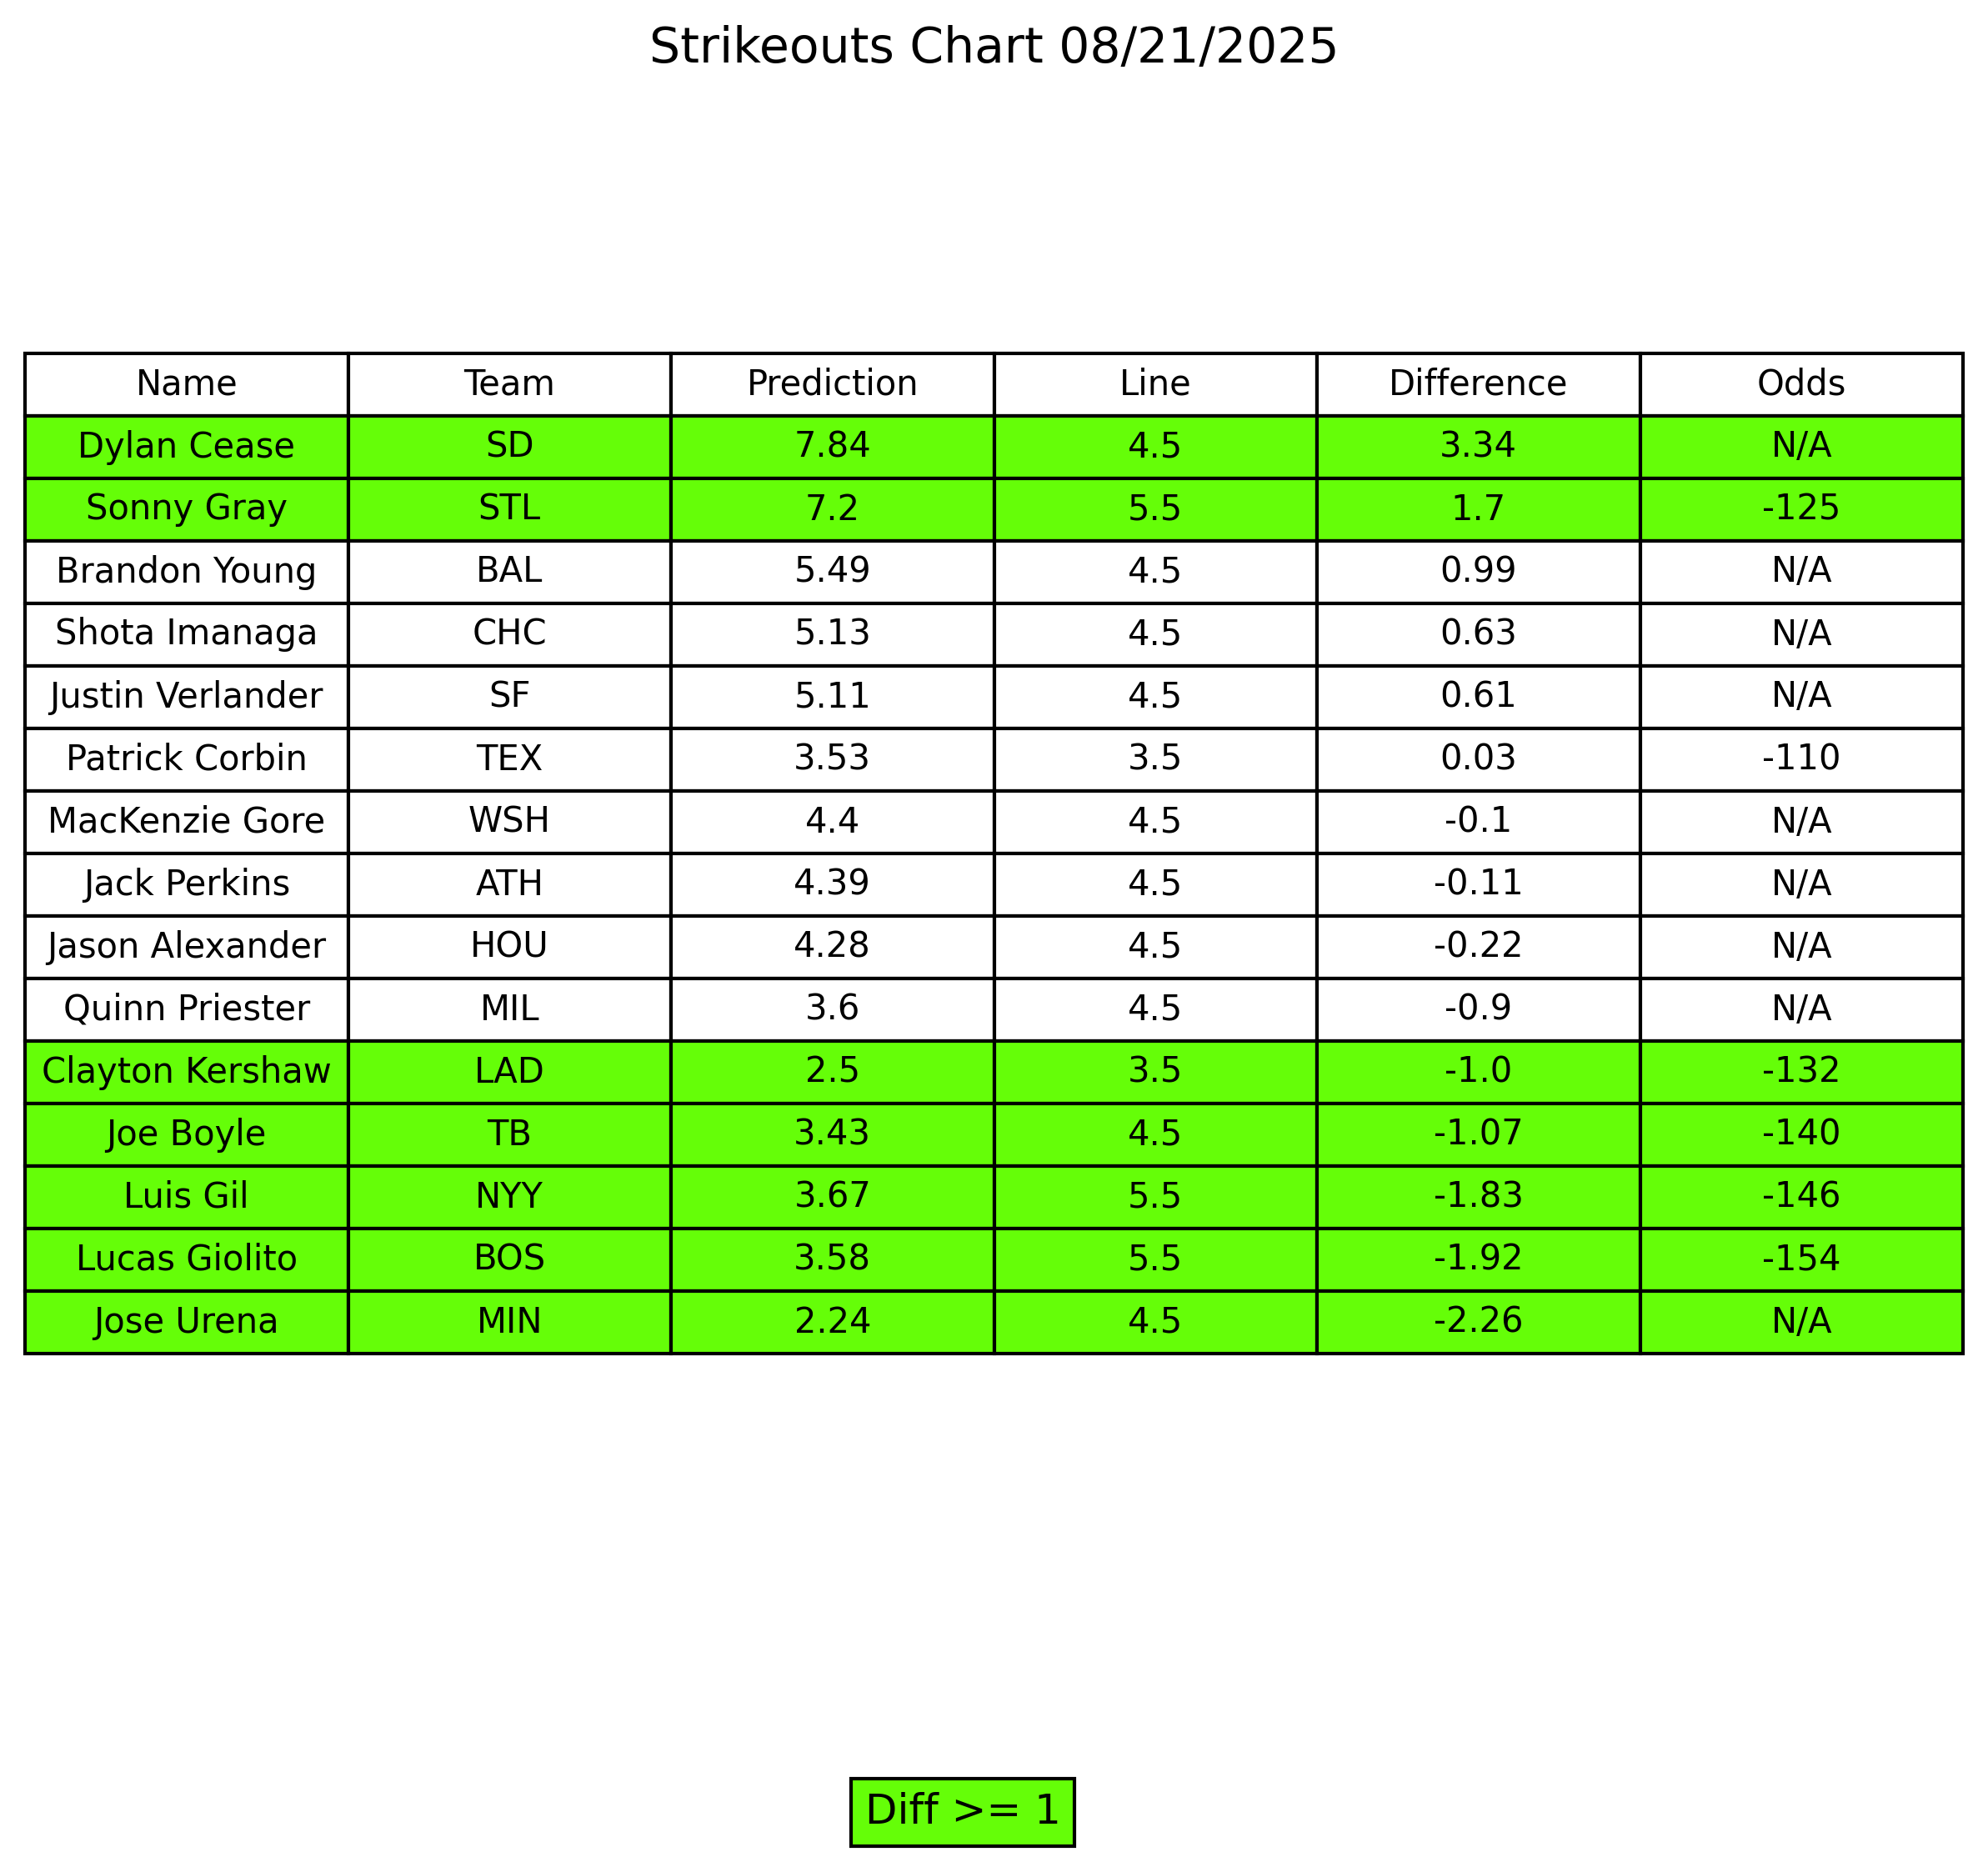 Strikeouts Chart 08/21/2025
Name Team Prediction Line Difference Odds
Dylan Cease SD 7.84 4.5 3.34 N/A
Sonny Gray STL 7.2 5.5 1.7 -125
Brandon Young BAL 5.49 4.5 0.99 N/A
Shota Imanaga CHC 5.13 4.5 0.63 N/A
Justin Verlander SF 5.11 4.5 0.61 N/A
Patrick Corbin TEX 3.53 3.5 0.03 -110
MacKenzie Gore WSH 4.4 4.5 -0.1 N/A
Jack Perkins ATH 4.39 4.5 -0.11 N/A
Jason Alexander HOU 4.28 4.5 -0.22 N/A
Quinn Priester MIL 3.6 4.5 -0.9 N/A
Clayton Kershaw LAD 2.5 3.5 -1.0 -132
Joe Boyle TB 3.43 4.5 -1.07 -140
Luis Gil NYY 3.67 5.5 -1.83 -146
Lucas Giolito BOS 3.58 5.5 -1.92 -154
Jose Urena MIN 2.24 4.5 -2.26 N/A
Diff >= 1